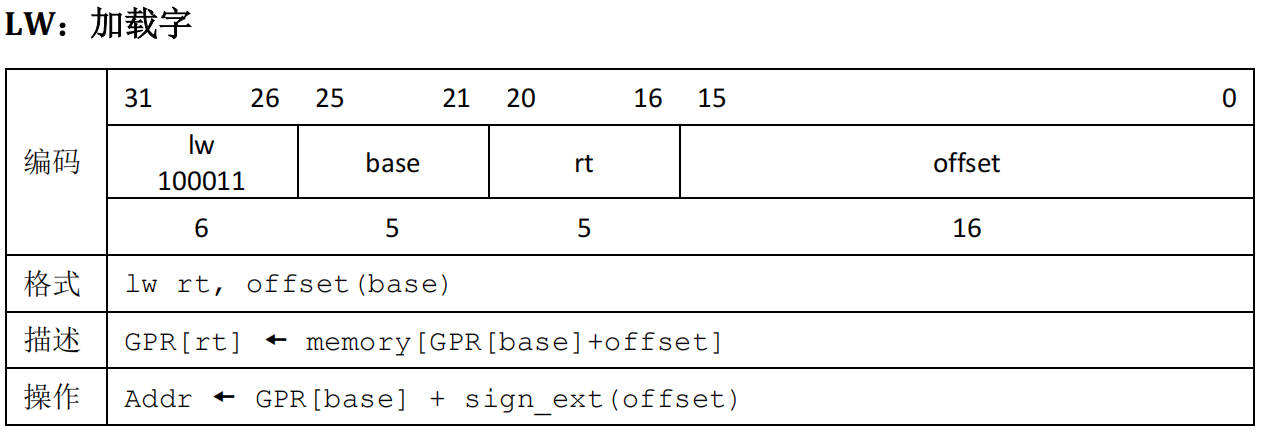 LW：加载字
31 26 25 21 20 16 15 0
编码
lw
100011
base
rt
offset
6 5 5 16
格式 lw rt, offset(base)
描述 GPR[rt] ← memory[GPR[base]+offset]
操作 Addr ← GPR[base] + sign_ext(offset)